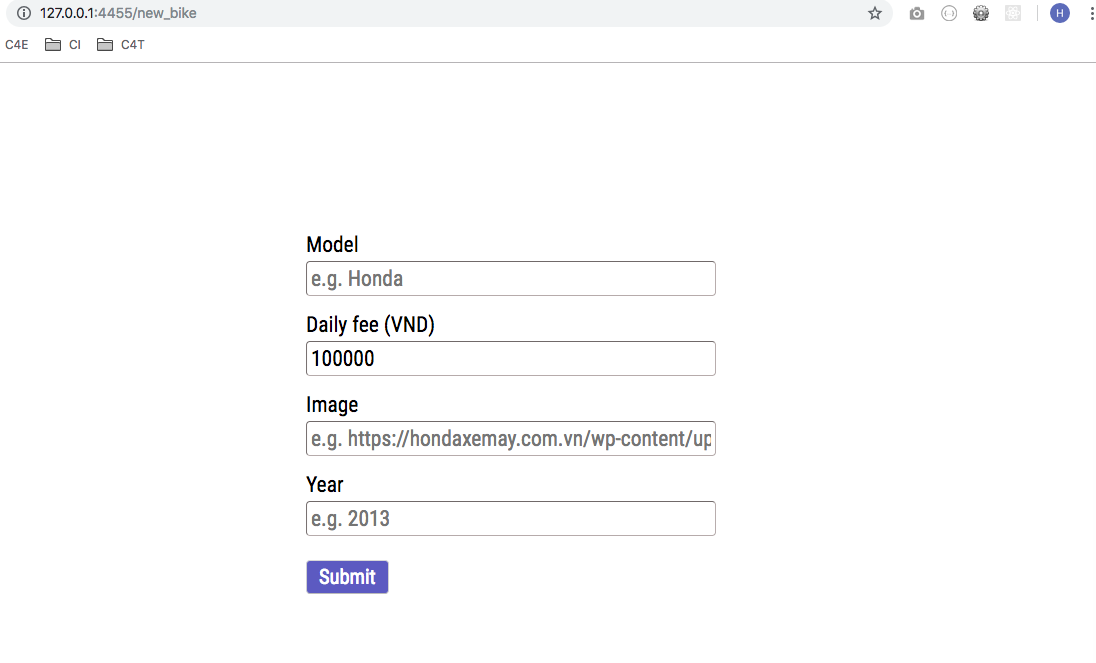 127.0.0.1:4455/new_bike
H
C4E CI C4T
Model
e.g. Honda
Daily fee (VND)
100000
Image
e.g. https://hondaxemay.com.vn/wp-content/up
Year
e.g. 2013
Submit